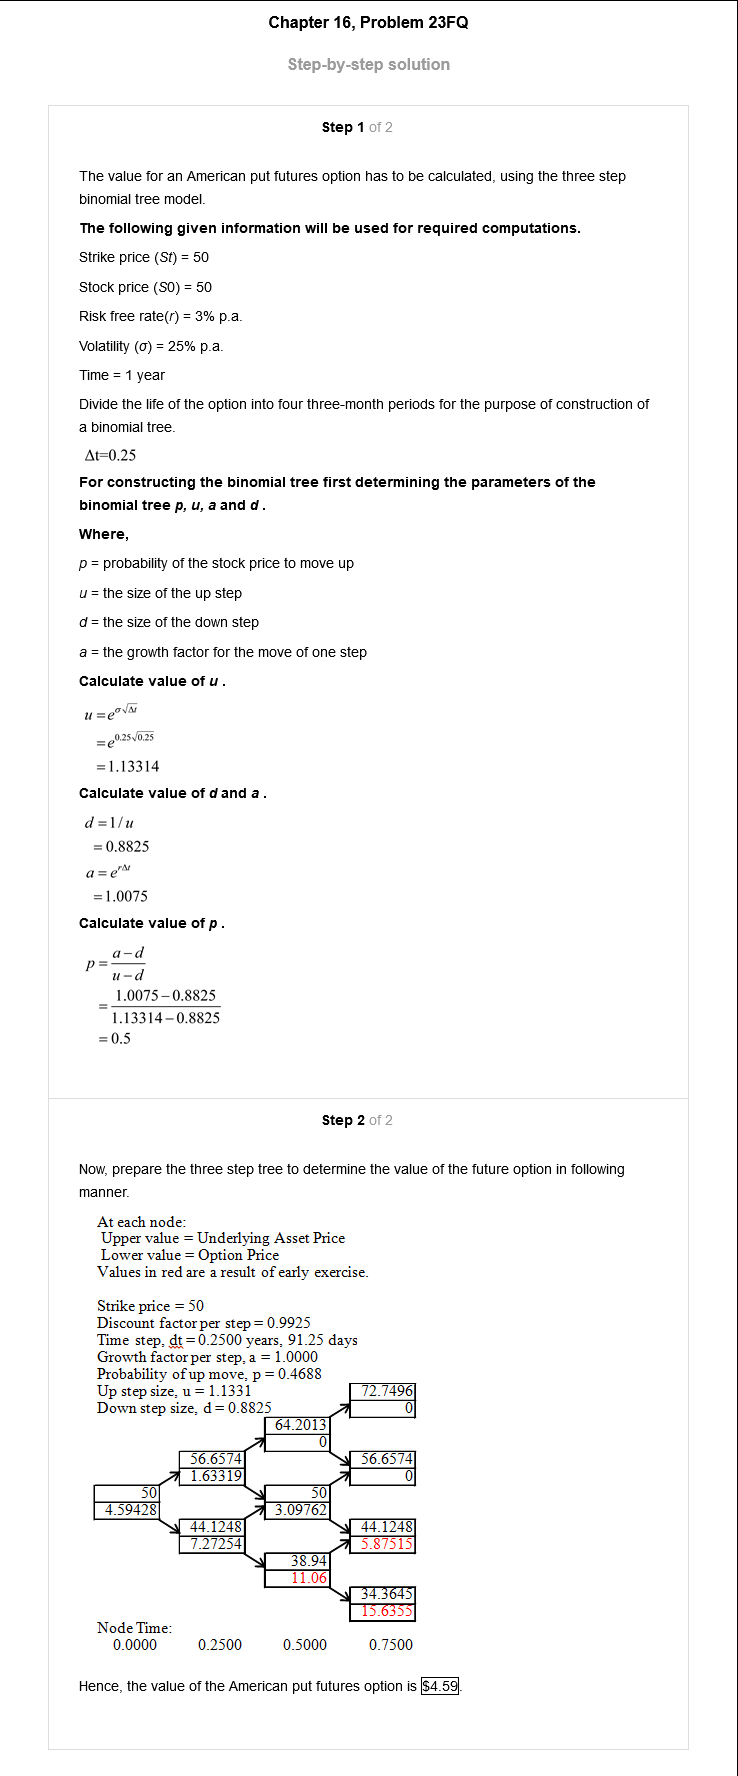 Chapter 16, Problem 23FQ
Step-by-step solution
Step 1 of 2
The value for an American put futures option has to be calculated, using the three step
binomial tree model.
The following given information will be used for required computations.
Strike price (St) = 50
Stock price (S0) = 50
Risk free rate(r) = 3% p.a.
Volatility (σ) = 25% p.a.
Time = 1 year
Divide the life of the option into four three-month periods for the purpose of construction of
a binomial tree.
Δt=0.25
For constructing the binomial tree first determining the parameters of the
binomial tree p, u, a and d .
Where,
p = probability of the stock price to move up
u = the size of the up step
d = the size of the down step
a = the growth factor for the move of one step
Calculate value of u .
u = e^{σ√Δt}
= e^{0.25√0.25}
= 1.13314
Calculate value of d and a .
d = 1/u
= 0.8825
a = e^{rΔt}
= 1.0075
Calculate value of p .
p = \frac{a-d}{u-d}
= \frac{1.0075-0.8825}{1.13314-0.8825}
= 0.5
Step 2 of 2
Now, prepare the three step tree to determine the value of the future option in following
manner.
At each node:
Upper value = Underlying Asset Price
Lower value = Option Price
Values in red are a result of early exercise.
Strike price = 50
Discount factor per step = 0.9925
Time step, dt = 0.2500 years, 91.25 days
Growth factor per step, a = 1.0000
Probability of up move, p = 0.4688
Up step size, u = 1.1331 72.7496
Down step size, d = 0.8825 0
64.2013
0
56.6574 56.6574
1.63319 0
50 50
4.59428 3.09762
44.1248 44.1248
7.27254 5.87515
38.94
11.06
34.3645
15.6355
Node Time:
0.0000 0.2500 0.5000 0.7500
Hence, the value of the American put futures option is $4.59.